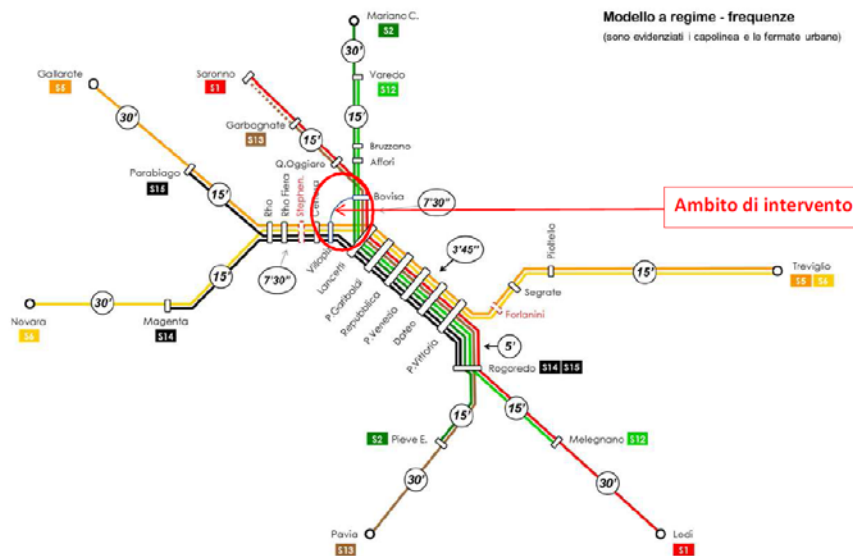 Modello a regime - frequenze
(sono evidenziati i capolinea e le fermate urbane)
Mariano C.
S2
30'
Gallarate
S5
Saronno
S1
Varedo
S12
30'
Garbagnate
S13
15'
15'
Bruzzano
Affori
Q.Oggiaro
Parabiago
S15
15'
Bovisa
7'30"
Ambito di intervento
Rho
Rho Fiera
Stephen.
Certosa
Villapiz.
Lancetti
P.Garibaldi
Repubblica
P.Venezia
Dateo
P.Vittoria
3'45"
7'30"
15'
30'
Novara
S6
Magenta
S14
Pioltello
15'
Treviglio
S5 S6
Segrate
Forlanini
5'
Rogoredo S14 S15
15'
15'
S2 Pieve E.
Melegnano S12
30'
30'
Pavia
S13
Lodi
S1